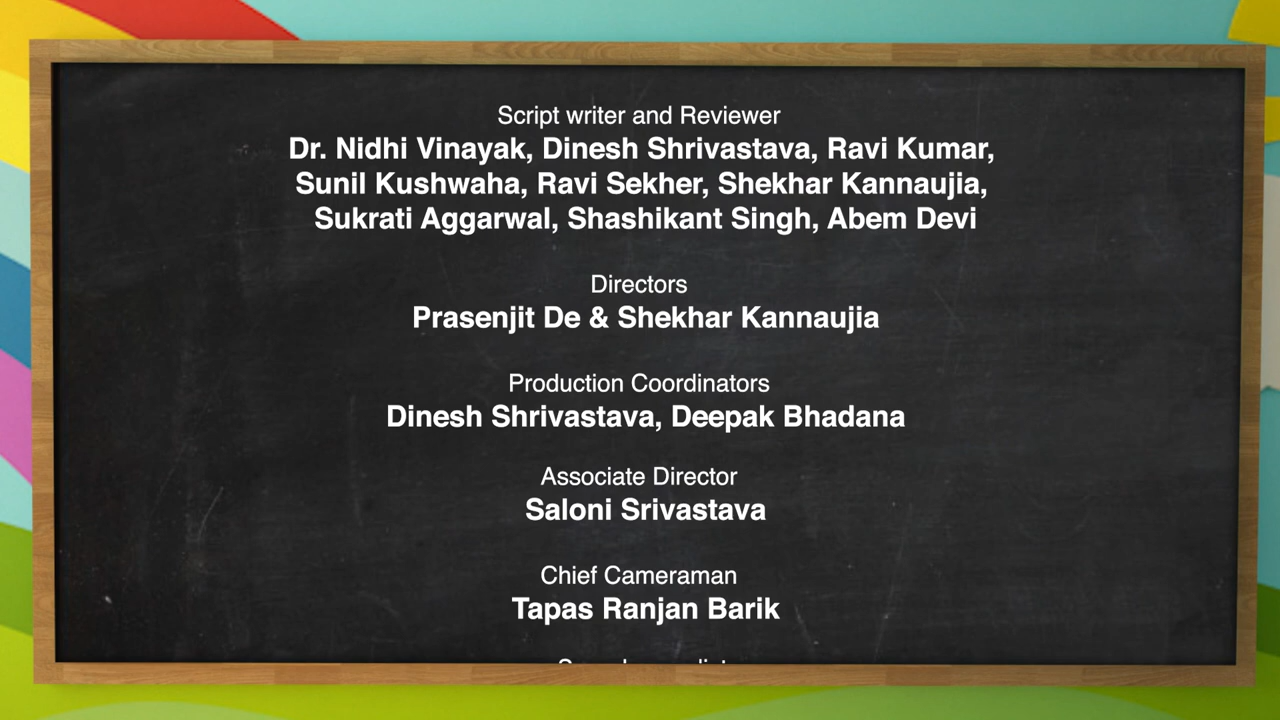 Script writer and Reviewer
Dr. Nidhi Vinayak, Dinesh Shrivastava, Ravi Kumar,
Sunil Kushwaha, Ravi Sekher, Shekhar Kannaujia,
Sukrati Aggarwal, Shashikant Singh, Abem Devi
Directors
Prasenjit De & Shekhar Kannaujia
Production Coordinators
Dinesh Shrivastava, Deepak Bhadana
Associate Director
Saloni Srivastava
Chief Cameraman
Tapas Ranjan Barik